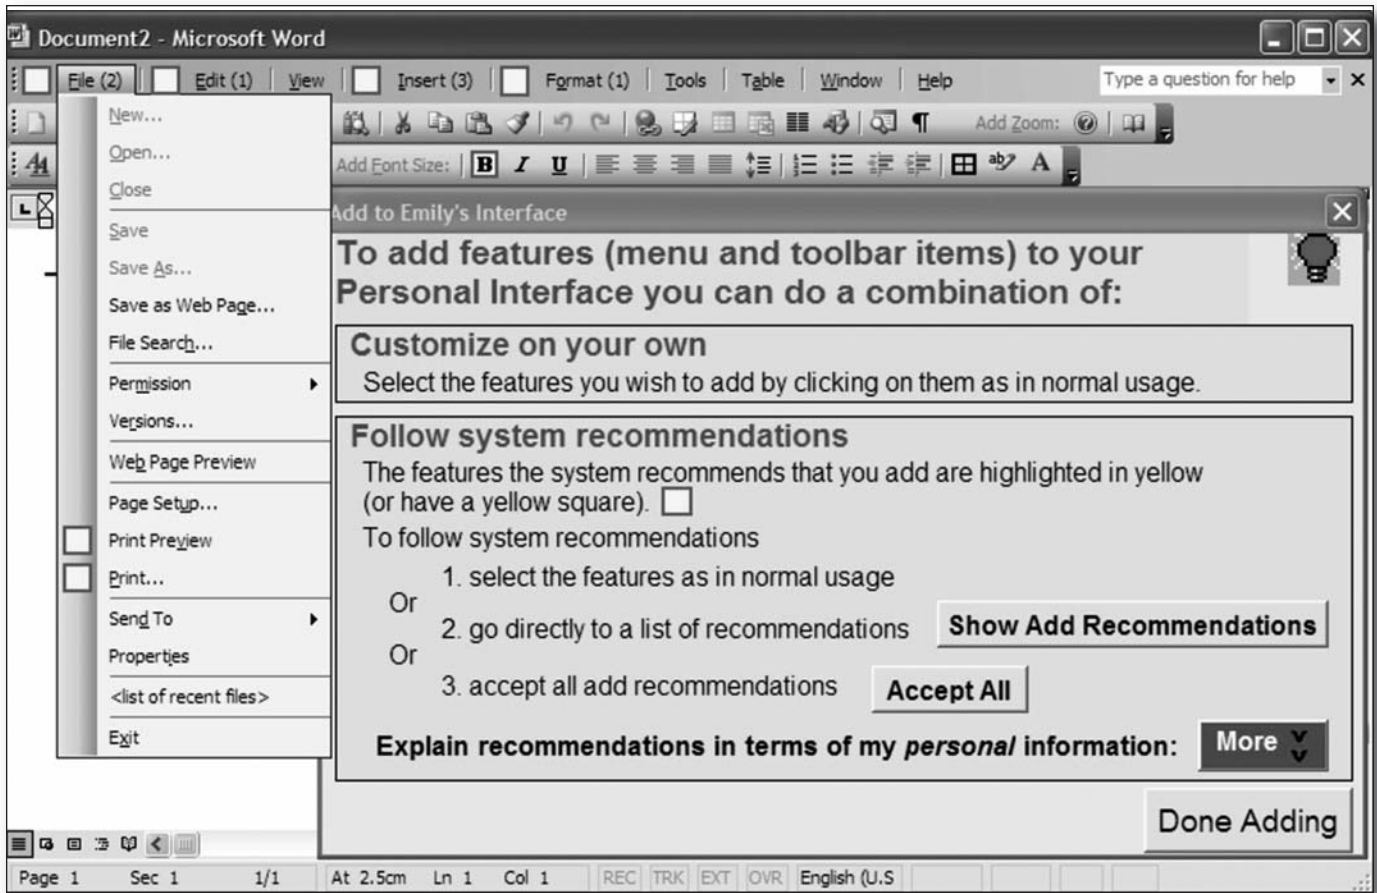 Document2 - Microsoft Word
File (2) Edit (1) View Insert (3) Format (1) Tools Table Window Help Type a question for help
Add Zoom:
Add Font Size: B I U A
New...
Open...
Close
Save
Save As...
Save as Web Page...
File Search...
Permission
Versions...
Web Page Preview
Page Setup...
Print Preview
Print...
Send To
Properties
<list of recent files>
Exit
Add to Emily's Interface
To add features (menu and toolbar items) to your
Personal Interface you can do a combination of:
Customize on your own
Select the features you wish to add by clicking on them as in normal usage.
Follow system recommendations
The features the system recommends that you add are highlighted in yellow
(or have a yellow square).
To follow system recommendations
1. select the features as in normal usage
Or
2. go directly to a list of recommendations Show Add Recommendations
Or
3. accept all add recommendations Accept All
Explain recommendations in terms of my personal information: More
Done Adding
Page 1 Sec 1 1/1 At 2.5cm Ln 1 Col 1 REC TRK EXT OVR English (U.S